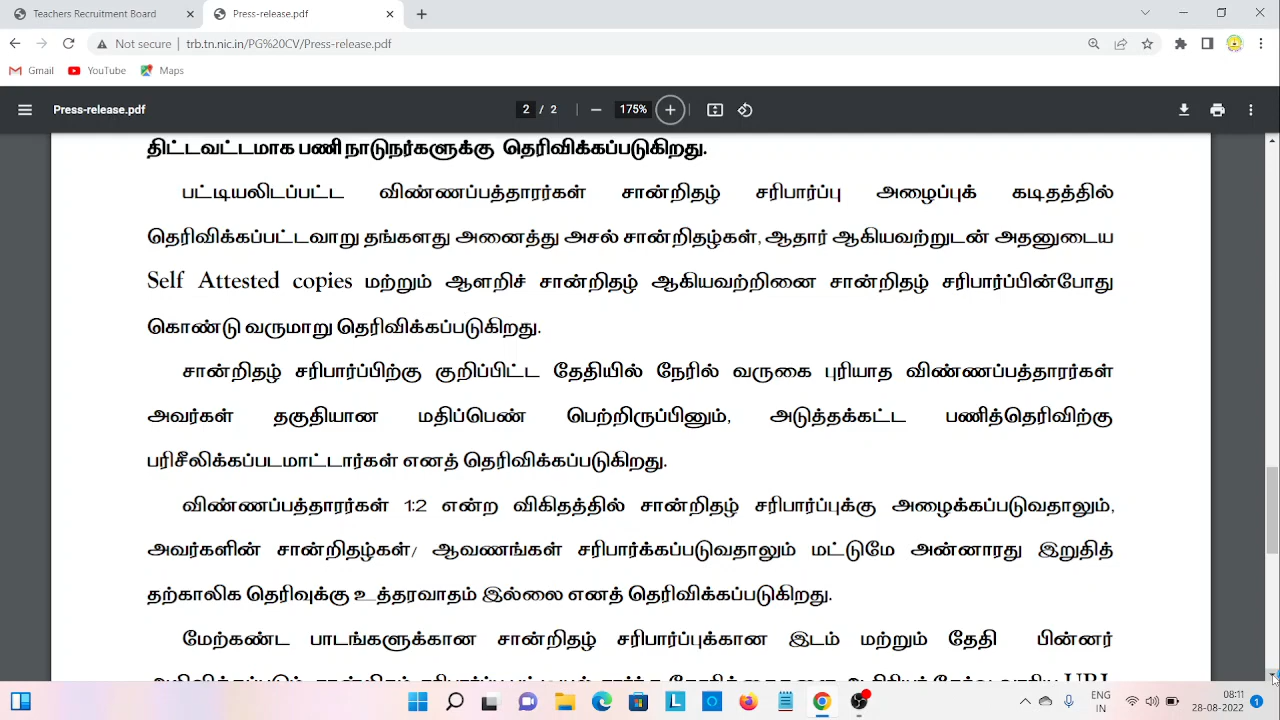 Teachers Recruitment Board
Press-release.pdf
Not secure | trb.tn.nic.in/PG%20CV/Press-release.pdf
Gmail YouTube Maps
Press-release.pdf 2 / 2 175%
திட்டவட்டமாக பணி நாடுநர்களுக்கு தெரிவிக்கப்படுகிறது.
பட்டியலிடப்பட்ட விண்ணப்பத்தாரர்கள் சான்றிதழ் சரிபார்ப்பு அழைப்புக் கடிதத்தில்
தெரிவிக்கப்பட்டவாறு தங்களது அனைத்து அசல் சான்றிதழ்கள், ஆதார் ஆகியவற்றுடன் அதனுடைய
Self Attested copies மற்றும் ஆளறிச் சான்றிதழ் ஆகியவற்றினை சான்றிதழ் சரிபார்ப்பின்போது
கொண்டு வருமாறு தெரிவிக்கப்படுகிறது.
சான்றிதழ் சரிபார்ப்பிற்கு குறிப்பிட்ட தேதியில் நேரில் வருகை புரியாத விண்ணப்பத்தாரர்கள்
அவர்கள் தகுதியான மதிப்பெண் பெற்றிருப்பினும், அடுத்தக்கட்ட பணித்தெரிவிற்கு
பரிசீலிக்கப்படமாட்டார்கள் எனத் தெரிவிக்கப்படுகிறது.
விண்ணப்பத்தாரர்கள் 1:2 என்ற விகிதத்தில் சான்றிதழ் சரிபார்ப்புக்கு அழைக்கப்படுவதாலும்,
அவர்களின் சான்றிதழ்கள்/ ஆவணங்கள் சரிபார்க்கப்படுவதாலும் மட்டுமே அன்னாரது இறுதித்
தற்காலிக தெரிவுக்கு உத்தரவாதம் இல்லை எனத் தெரிவிக்கப்படுகிறது.
மேற்கண்ட பாடங்களுக்கான சான்றிதழ் சரிபார்ப்புக்கான இடம் மற்றும் தேதி பின்னர்
URL
ENG
IN
08:11
28-08-2022
1